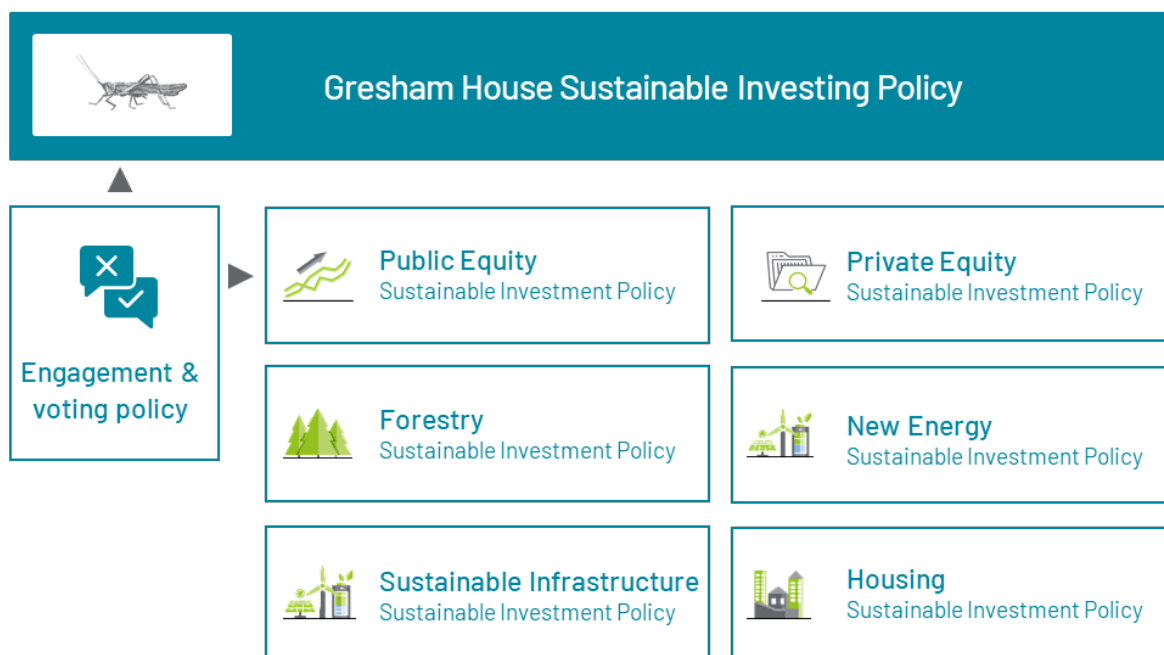 Gresham House Sustainable Investing Policy
Engagement &
voting policy
Public Equity
Sustainable Investment Policy
Private Equity
Sustainable Investment Policy
Forestry
Sustainable Investment Policy
New Energy
Sustainable Investment Policy
Sustainable Infrastructure
Sustainable Investment Policy
Housing
Sustainable Investment Policy